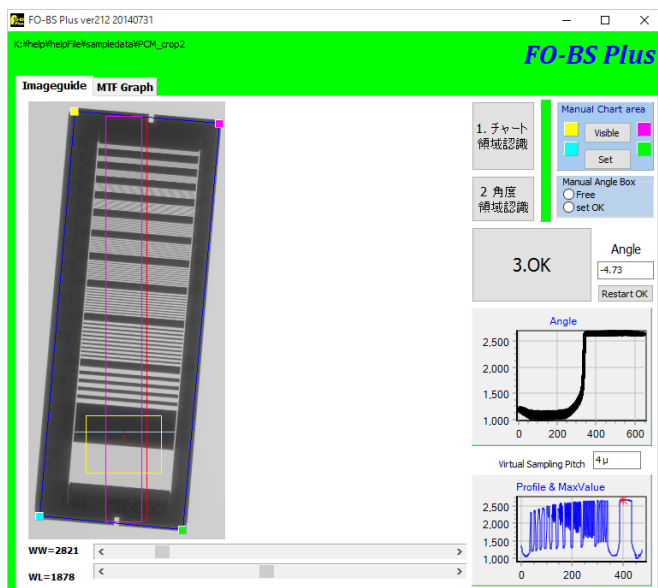 FO-BS Plus ver212 20140731
K:¥help¥helpFile¥sampledata¥PCM_crop2
FO-BS Plus
Imageguide
MTF Graph
1. チャート
領域認識
2 角度
領域認識
Manual Chart area
Visible
Set
Manual Angle Box
Free
set OK
3.OK
Angle
-4.73
Restart OK
Angle
2,500
2,000
1,500
1,000
0 200 400 600
Virtual Sampling Pitch 4μ
Profile & MaxValue
2,500
2,000
1,500
1,000
0 200 400
WW=2821
WL=1878